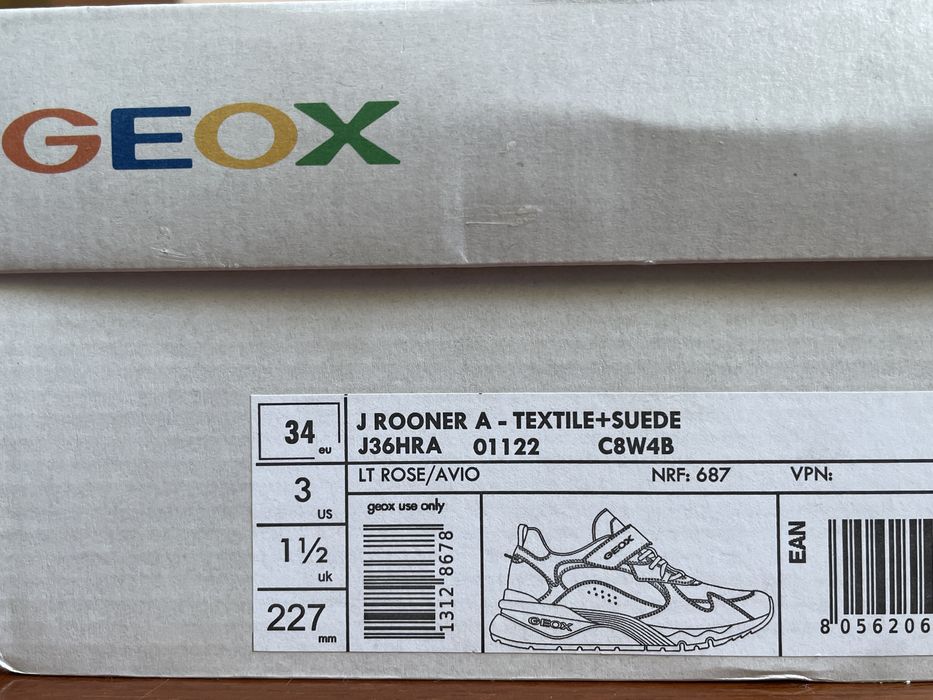 GEOX
34 eu
J ROONER A - TEXTILE+SUEDE
J36HRA 01122 C8W4B
LT ROSE/AVIO NRF: 687 VPN:
3 US
1½ uk
227 mm
geox use only
1312 8678
GEOX
GEOX
EAN
8 056206